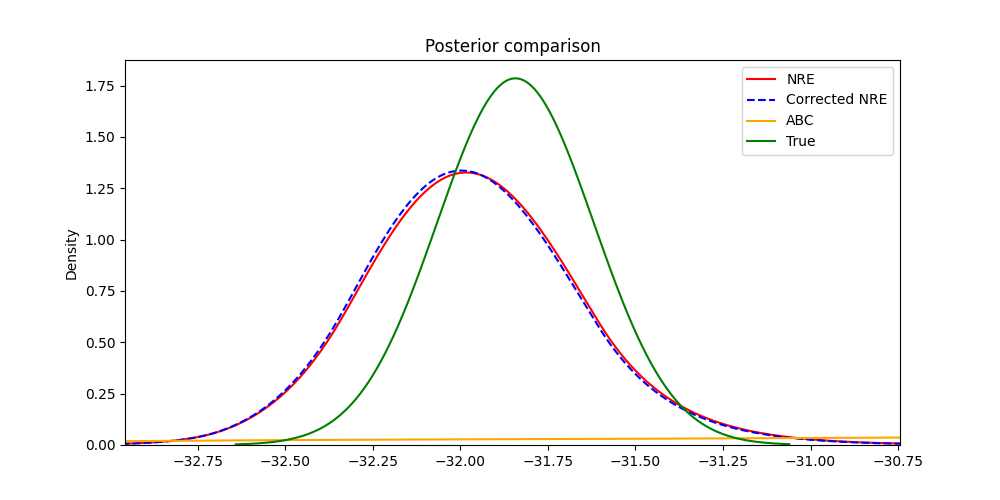 Posterior comparison
NRE
Corrected NRE
ABC
True
Density
1.75
1.50
1.25
1.00
0.75
0.50
0.25
0.00
−32.75 −32.50 −32.25 −32.00 −31.75 −31.50 −31.25 −31.00 −30.75